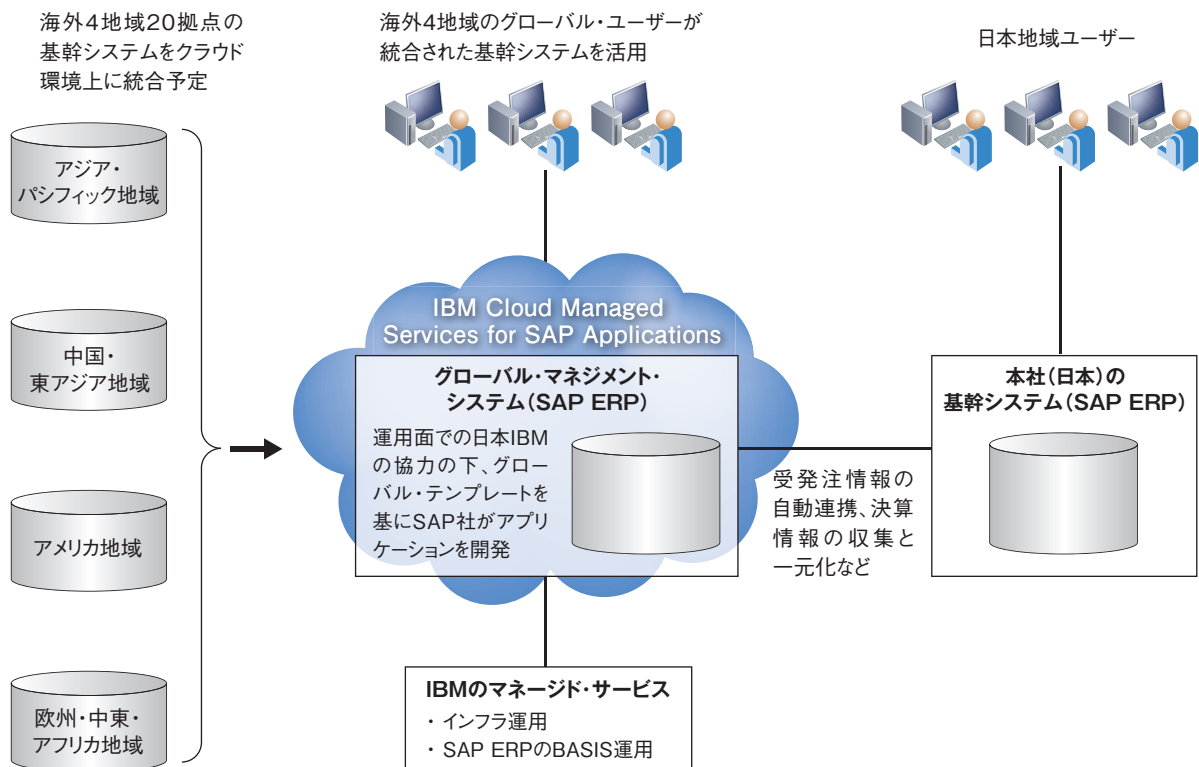 海外4地域20拠点の
基幹システムをクラウド
環境上に統合予定
海外4地域のグローバル・ユーザーが
統合された基幹システムを活用
日本地域ユーザー
アジア・
パシフィック地域
中国・
東アジア地域
アメリカ地域
欧州・中東・
アフリカ地域
IBM Cloud Managed
Services for SAP Applications
グローバル・マネジメント・
システム(SAP ERP)
運用面での日本IBM
の協力の下、グロー
バル・テンプレートを
基にSAP社がアプリ
ケーションを開発
受発注情報の
自動連携、決算
情報の収集と
一元化など
本社(日本)の
基幹システム(SAP ERP)
IBMのマネージド・サービス
・インフラ運用
・SAP ERPのBASIS運用